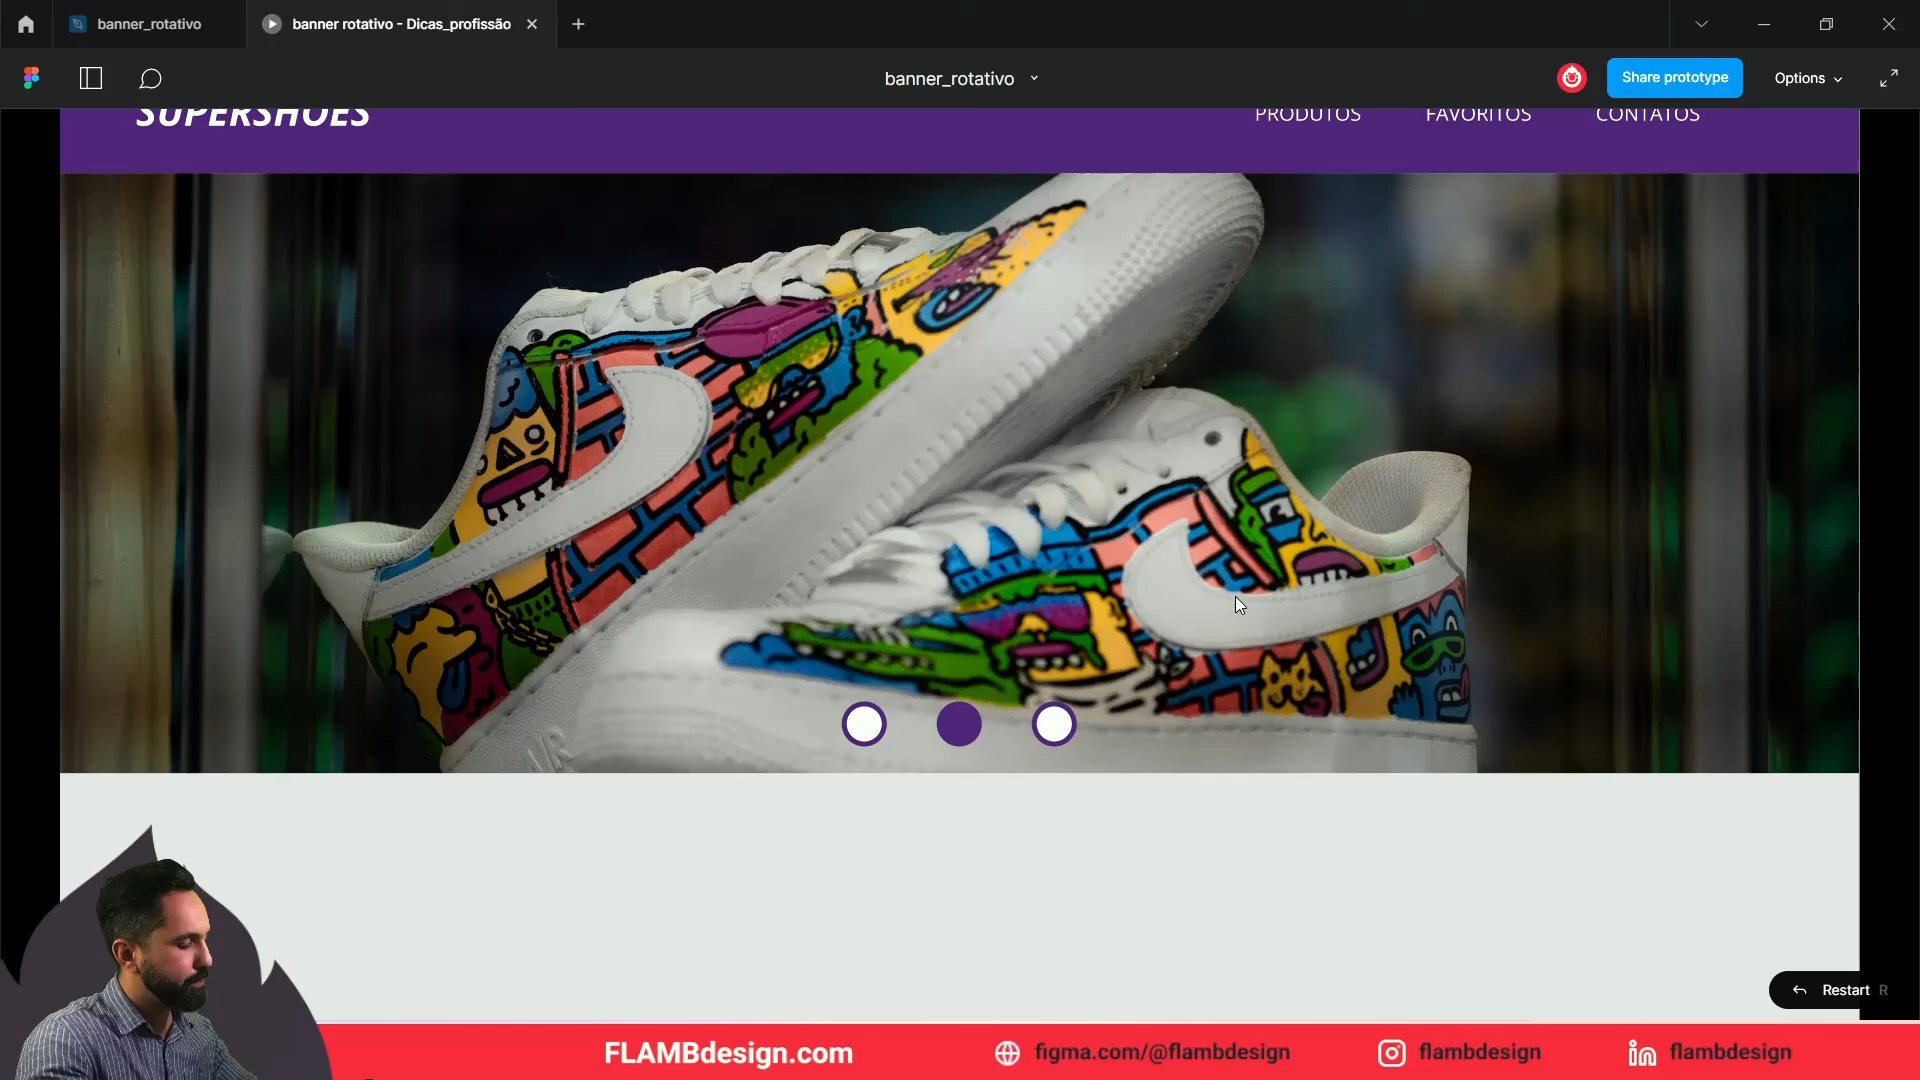 banner_rotativo
banner rotativo - Dicas_profissão
banner_rotativo
Share prototype
Options
SUPERSHOES
PRODUTOS FAVORITOS CONTATOS
AIR
Restart R
FLAMBdesign.com
figma.com/@flambdesign
flambdesign
flambdesign